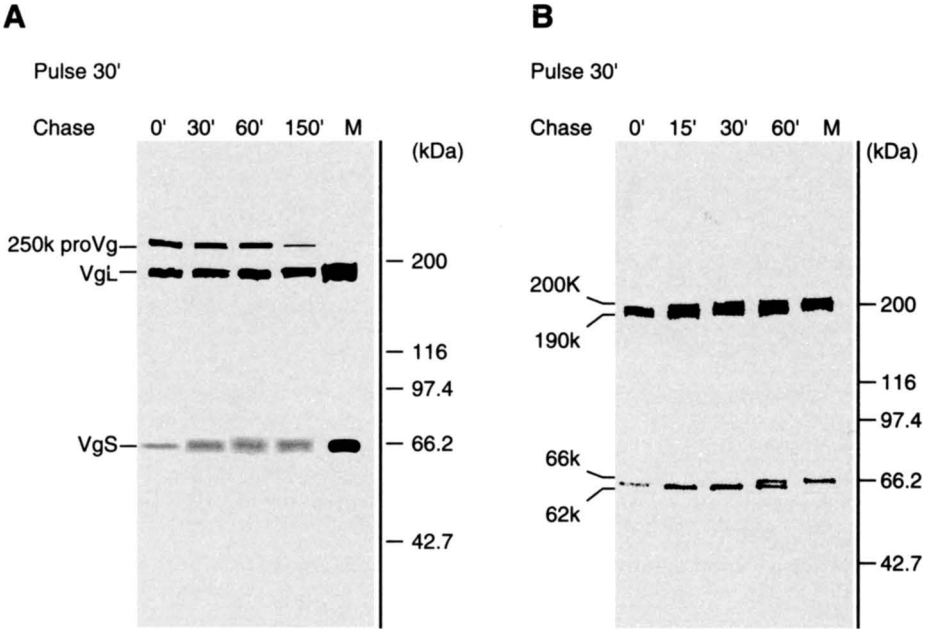 A
Pulse 30'
Chase 0' 30' 60' 150' M
(kDa)
250k proVg
VgL
200
116
97.4
VgS
66.2
42.7
B
Pulse 30'
Chase 0' 15' 30' 60' M
(kDa)
200K
200
190k
116
97.4
66k
66.2
62k
42.7